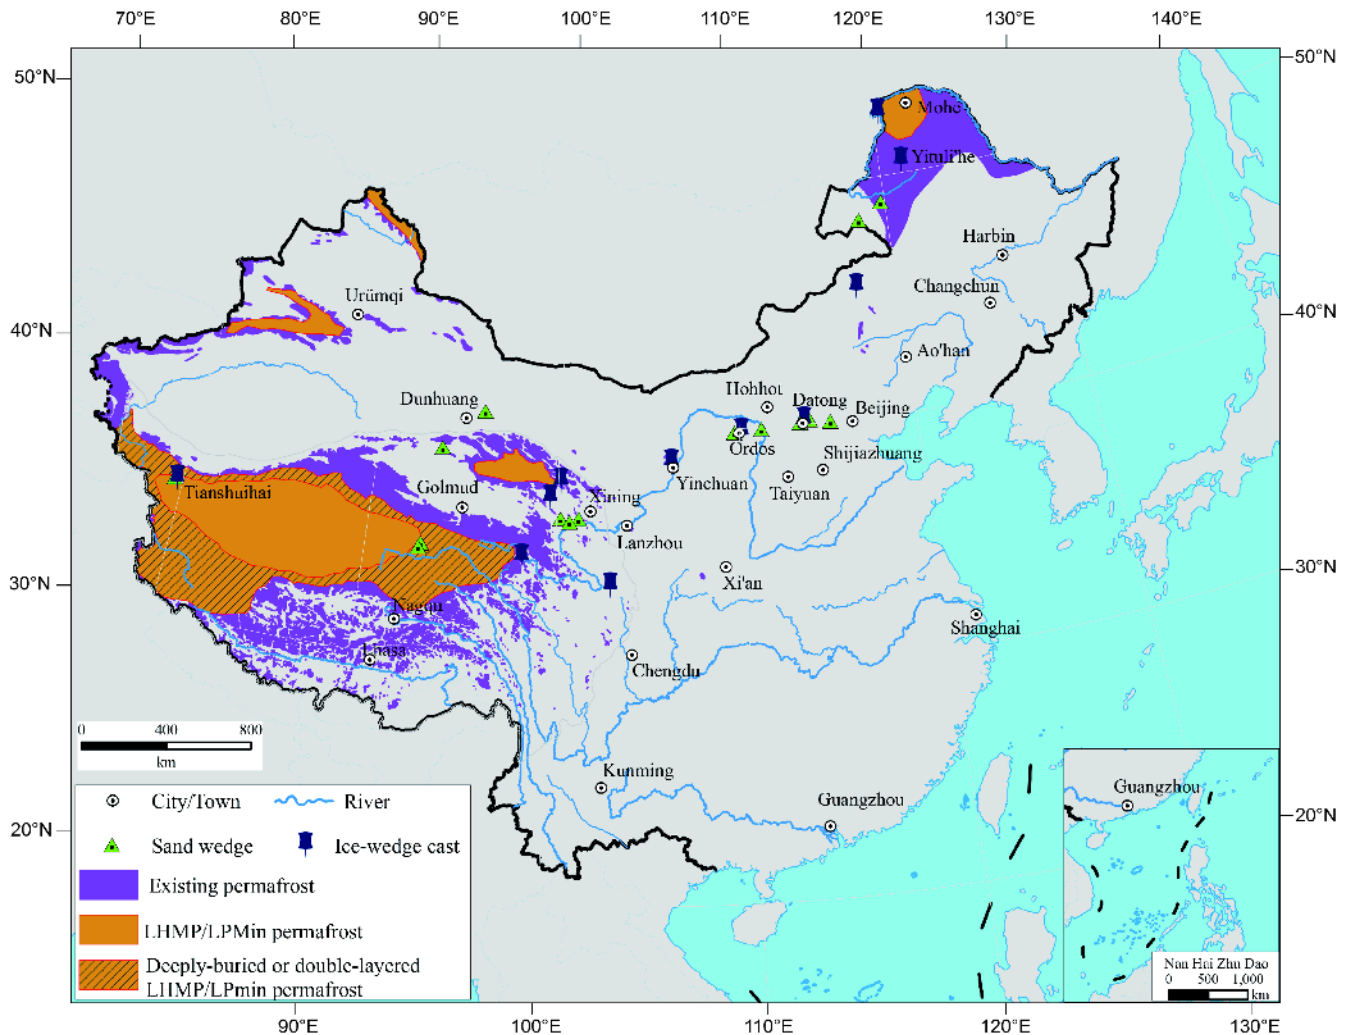 70°E 80°E 90°E 100°E 110°E 120°E 130°E 140°E
50°N 50°N
Mohe
Yituli'he
Harbin
Changchun
Urümqi
40°N 40°N
Ao'han
Hohhot
Dunhuang Datong Beijing
Ordos Shijiazhuang
Tianshuihai Golmud Xining Yinchuan Taiyuan
Lanzhou
30°N Xi'an 30°N
Nagqu
Shanghai
Lhasa Chengdu
0 400 800
km
Kunming
Guangzhou Guangzhou
20°N 20°N
City/Town River
Sand wedge Ice-wedge cast
Existing permafrost
LHMP/LPMin permafrost
Deeply-buried or double-layered
LHMP/LPmin permafrost
Nan Hai Zhu Dao
0 500 1,000
km
90°E 100°E 110°E 120°E 130°E